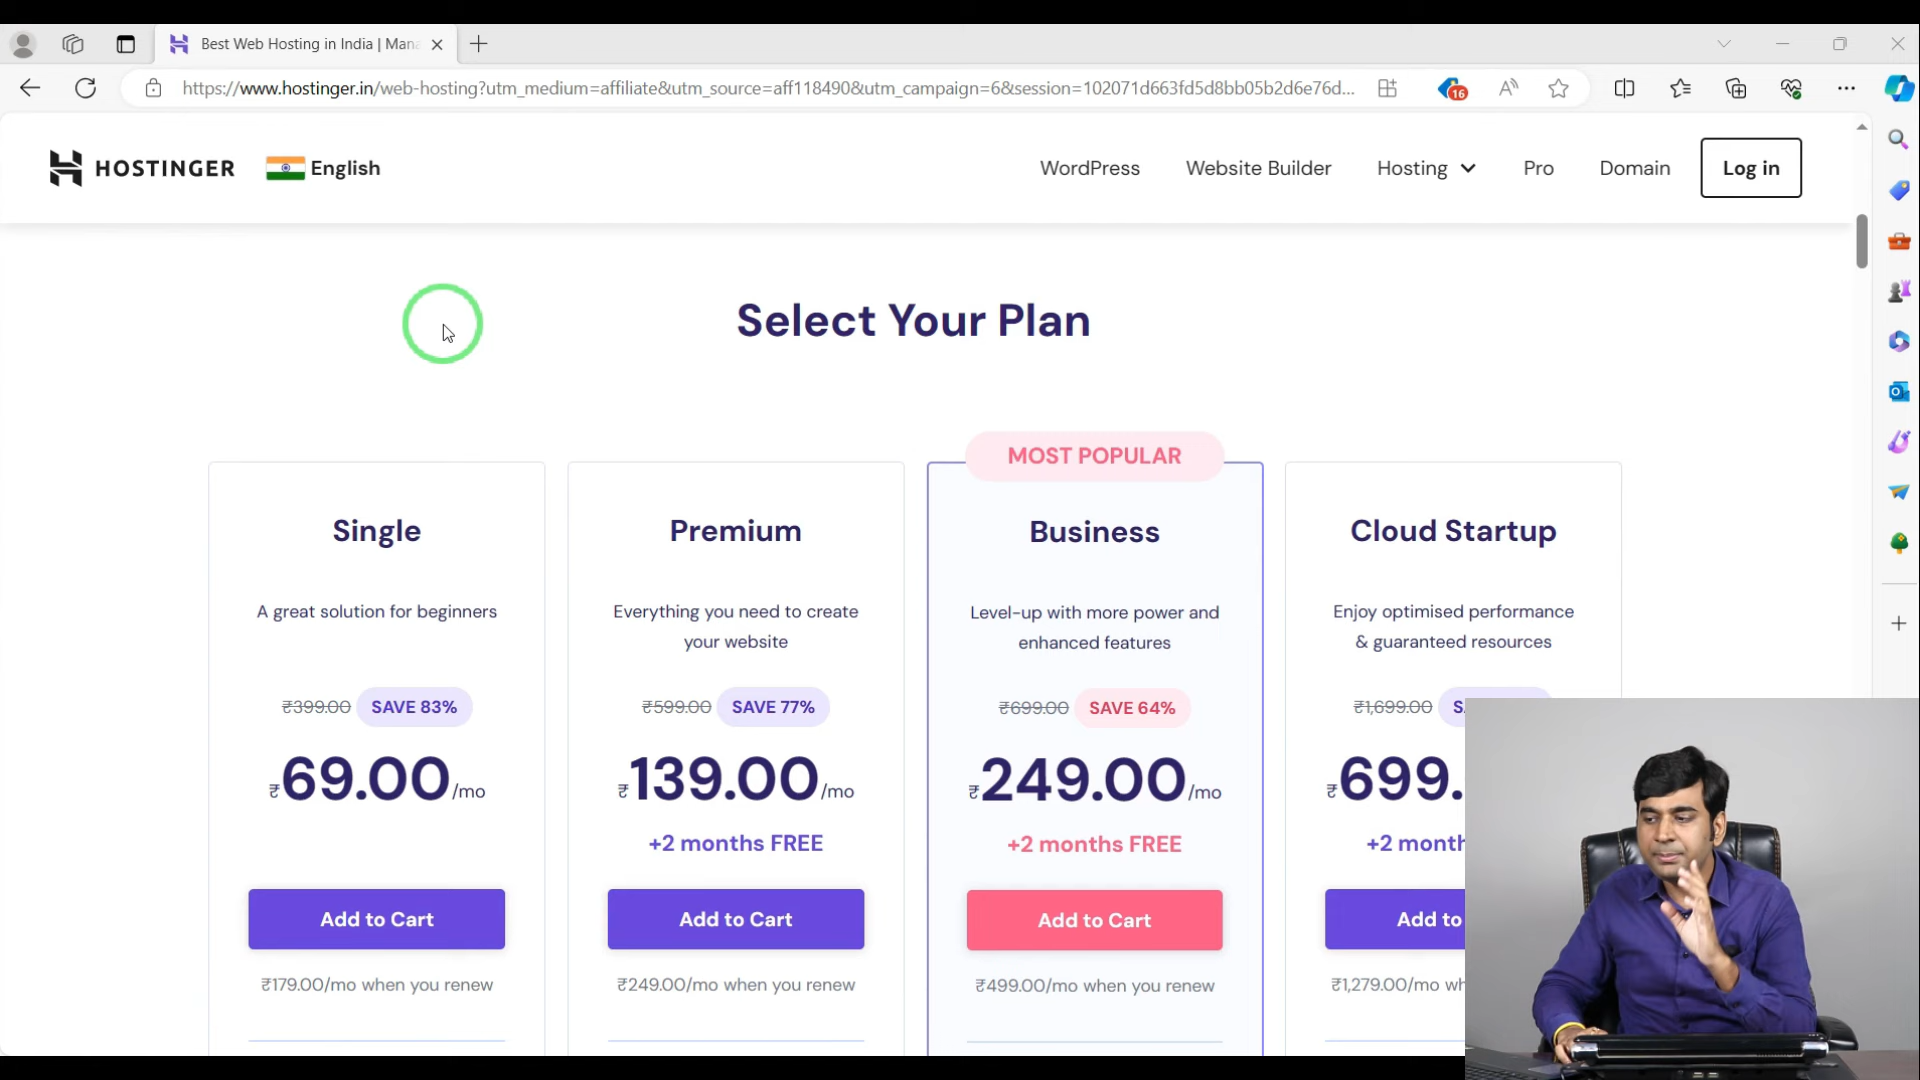 Best Web Hosting in India | Mana
https://www.hostinger.in/web-hosting?utm_medium=affiliate&utm_source=aff118490&utm_campaign=6&session=102071d663fd5d8bb05b2d6e76d...
16
HOSTINGER
English
WordPress
Website Builder
Hosting
Pro
Domain
Log in
Select Your Plan
MOST POPULAR
Single
A great solution for beginners
₹399.00 SAVE 83%
₹69.00/mo
Add to Cart
₹179.00/mo when you renew
Premium
Everything you need to create
your website
₹599.00 SAVE 77%
₹139.00/mo
+2 months FREE
Add to Cart
₹249.00/mo when you renew
Business
Level-up with more power and
enhanced features
₹699.00 SAVE 64%
₹249.00/mo
+2 months FREE
Add to Cart
₹499.00/mo when you renew
Cloud Startup
Enjoy optimised performance
& guaranteed resources
₹1,699.00
₹699.
+2 month
Add to
₹1,279.00/mo wh